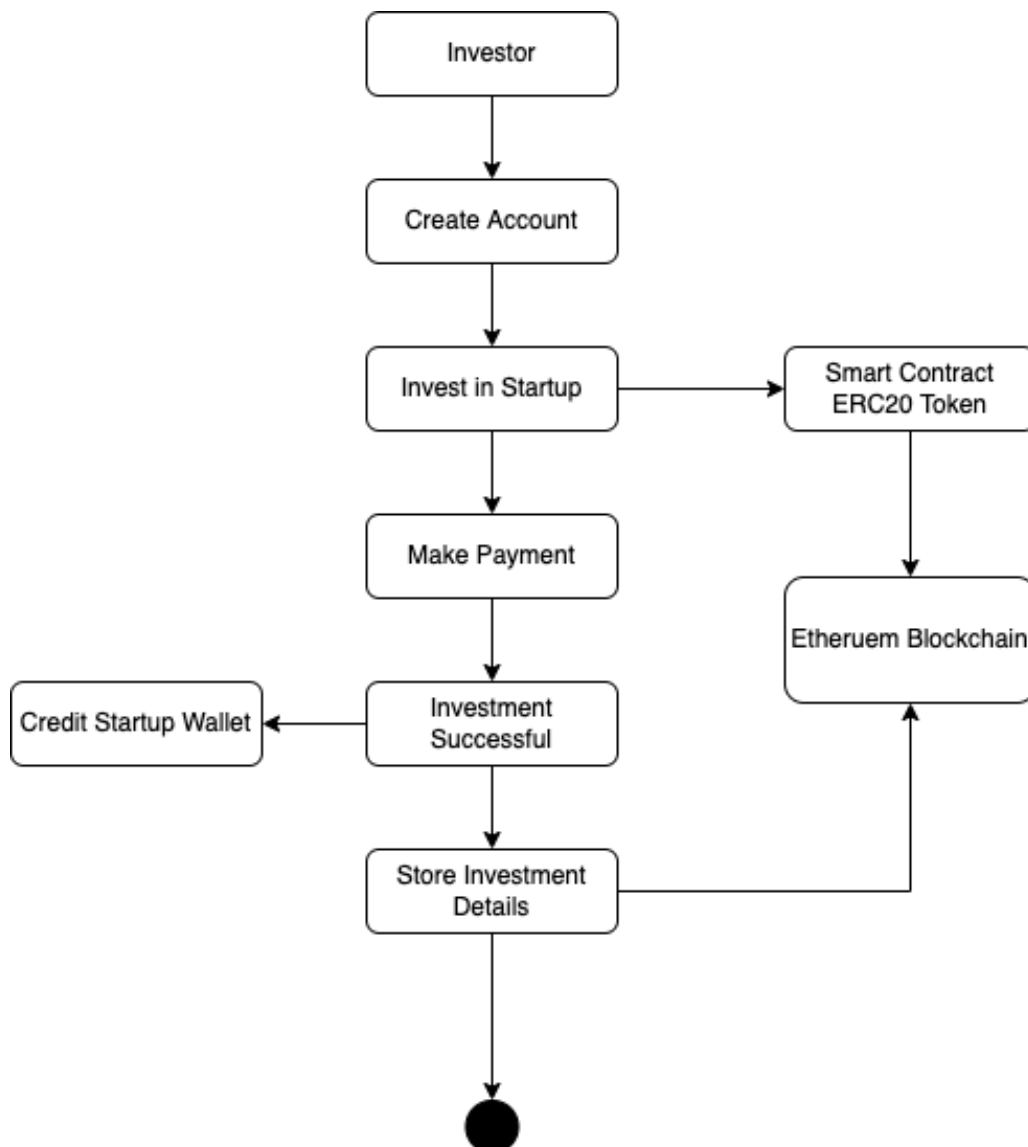 Investor
Create Account
Invest in Startup
Smart Contract
ERC20 Token
Make Payment
Etheruem Blockchain
Credit Startup Wallet
Investment
Successful
Store Investment
Details